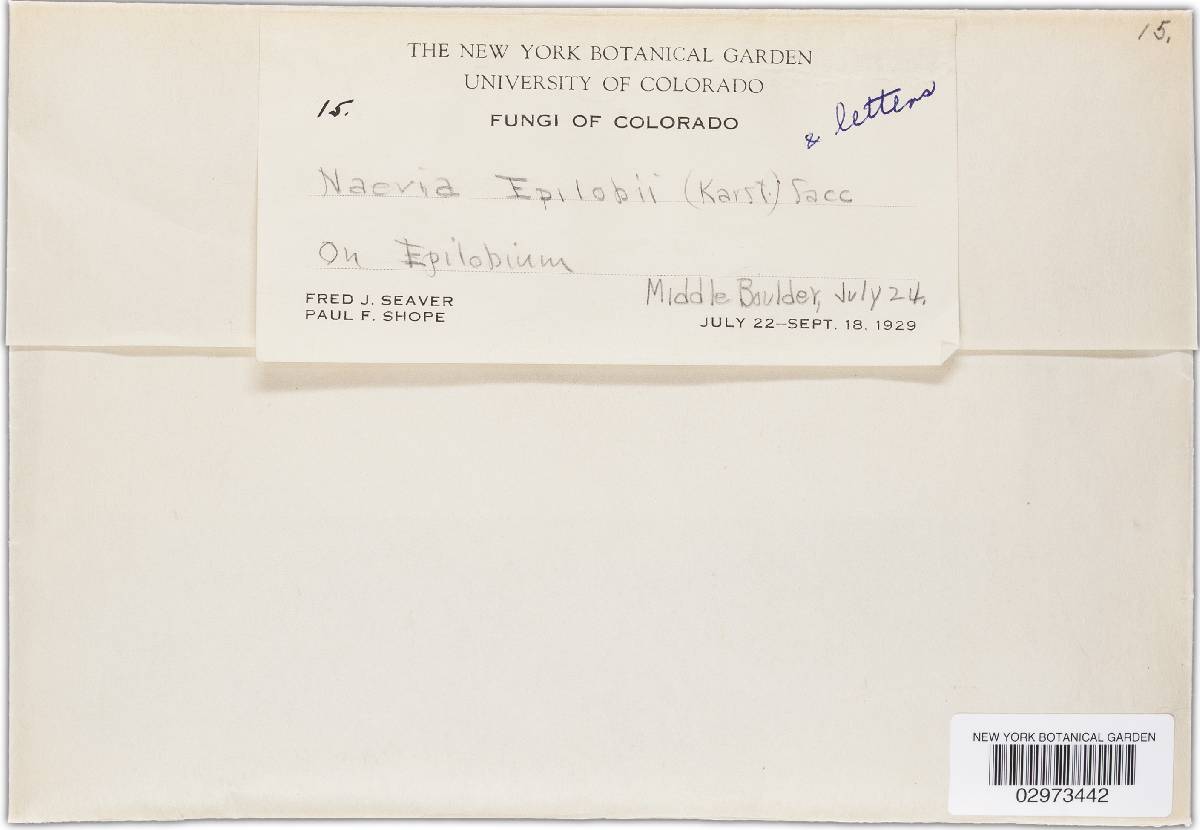 15.
THE NEW YORK BOTANICAL GARDEN
UNIVERSITY OF COLORADO
15.
FUNGI OF COLORADO
& letters
Naevia Epilobii (Karst.) Sacc
On Epilobium
Middle Boulder, July 24.
FRED J. SEAVER
PAUL F. SHOPE
JULY 22–SEPT. 18, 1929
NEW YORK BOTANICAL GARDEN
02973442